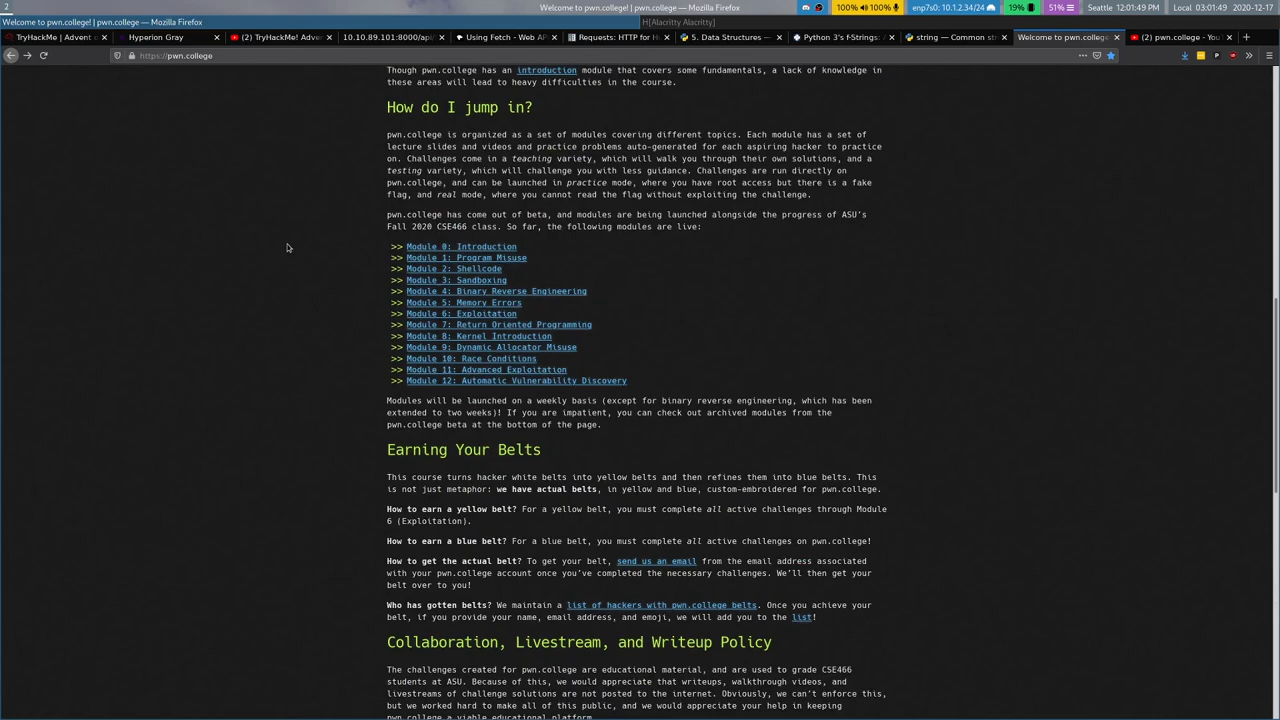 2
Welcome to pwn.college! | pwn.college — Mozilla Firefox
100% 100%
enp7s0: 10.1.2.34/24
19%
51%
Seattle 12:01:49 PM
Local 03:01:49
2020-12-17
Welcome to pwn.college! | pwn.college — Mozilla Firefox
H[Alacritty Alacritty]
TryHackMe | Advent o
Hyperion Gray
(2) TryHackMe! Adven
10.10.89.101:8000/api/
Using Fetch - Web AP
Requests: HTTP for Hu
5. Data Structures —
Python 3's f-Strings: A
string — Common st
Welcome to pwn.college
(2) pwn.college - You
https://pwn.college
Though pwn.college has an introduction module that covers some fundamentals, a lack of knowledge in
these areas will lead to heavy difficulties in the course.
How do I jump in?
pwn.college is organized as a set of modules covering different topics. Each module has a set of
lecture slides and videos and practice problems auto-generated for each aspiring hacker to practice
on. Challenges come in a teaching variety, which will walk you through their own solutions, and a
testing variety, which will challenge you with less guidance. Challenges are run directly on
pwn.college, and can be launched in practice mode, where you have root access but there is a fake
flag, and real mode, where you cannot read the flag without exploiting the challenge.
pwn.college has come out of beta, and modules are being launched alongside the progress of ASU's
Fall 2020 CSE466 class. So far, the following modules are live:
>> Module 0: Introduction
>> Module 1: Program Misuse
>> Module 2: Shellcode
>> Module 3: Sandboxing
>> Module 4: Binary Reverse Engineering
>> Module 5: Memory Errors
>> Module 6: Exploitation
>> Module 7: Return Oriented Programming
>> Module 8: Kernel Introduction
>> Module 9: Dynamic Allocator Misuse
>> Module 10: Race Conditions
>> Module 11: Advanced Exploitation
>> Module 12: Automatic Vulnerability Discovery
Modules will be launched on a weekly basis (except for binary reverse engineering, which has been
extended to two weeks)! If you are impatient, you can check out archived modules from the
pwn.college beta at the bottom of the page.
Earning Your Belts
This course turns hacker white belts into yellow belts and then refines them into blue belts. This
is not just metaphor: we have actual belts, in yellow and blue, custom-embroidered for pwn.college.
How to earn a yellow belt? For a yellow belt, you must complete all active challenges through Module
6 (Exploitation).
How to earn a blue belt? For a blue belt, you must complete all active challenges on pwn.college!
How to get the actual belt? To get your belt, send us an email from the email address associated
with your pwn.college account once you've completed the necessary challenges. We'll then get your
belt over to you!
Who has gotten belts? We maintain a list of hackers with pwn.college belts. Once you achieve your
belt, if you provide your name, email address, and emoji, we will add you to the list!
Collaboration, Livestream, and Writeup Policy
The challenges created for pwn.college are educational material, and are used to grade CSE466
students at ASU. Because of this, we would appreciate that writeups, walkthrough videos, and
livestreams of challenge solutions are not posted to the internet. Obviously, we can't enforce this,
but we worked hard to make all of this public, and we would appreciate your help in keeping
pwn.college a viable educational platform.